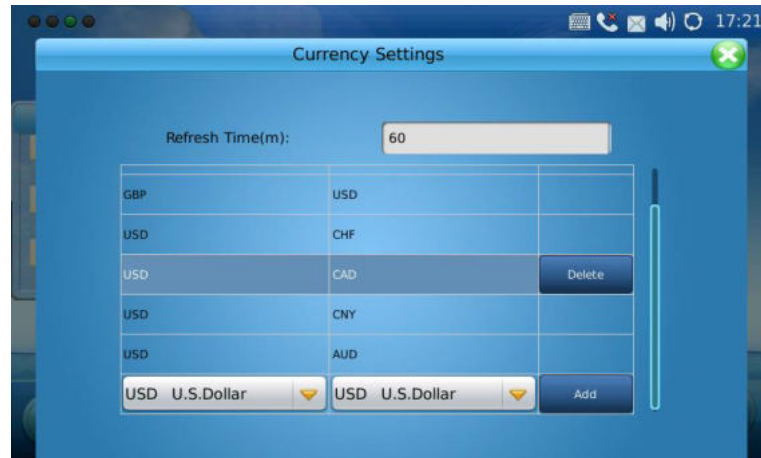 17:21
Currency Settings
Refresh Time(m): 60
GBP USD
USD CHF
USD CAD Delete
USD CNY
USD AUD
USD U.S.Dollar USD U.S.Dollar Add